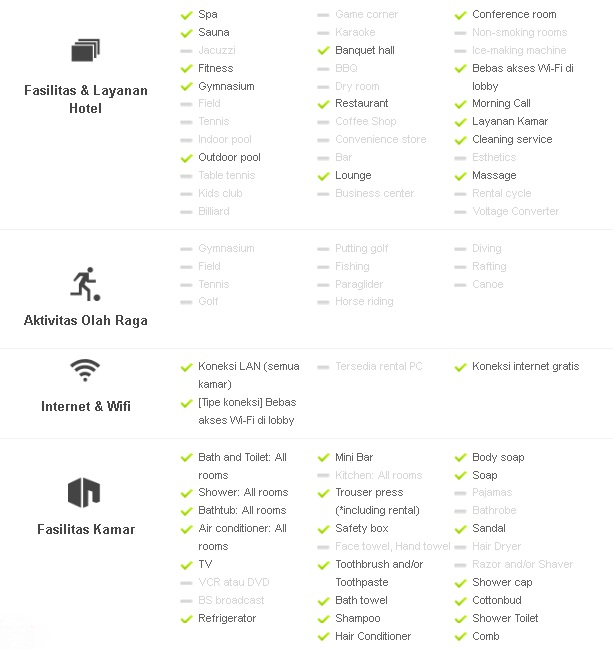 Fasilitas & Layanan
Hotel
Spa
Sauna
Jacuzzi
Fitness
Gymnasium
Field
Tennis
Indoor pool
Outdoor pool
Table tennis
Kids club
Billiard
Game corner
Karaoke
Banquet hall
BBQ
Dry room
Restaurant
Coffee Shop
Convenience store
Bar
Lounge
Business center
Conference room
Non-smoking rooms
Ice-making machine
Bebas akses Wi-Fi di
lobby
Morning Call
Layanan Kamar
Cleaning service
Esthetics
Massage
Rental cycle
Voltage Converter
Aktivitas Olah Raga
Gymnasium
Field
Tennis
Golf
Putting golf
Fishing
Paraglider
Horse riding
Diving
Rafting
Canoe
Internet & Wifi
Koneksi LAN (semua
kamar)
[Tipe koneksi] Bebas
akses Wi-Fi di lobby
Tersedia rental PC
Koneksi internet gratis
Fasilitas Kamar
Bath and Toilet: All
rooms
Shower: All rooms
Bathtub: All rooms
Air conditioner: All
rooms
TV
VCR atau DVD
BS broadcast
Refrigerator
Mini Bar
Kitchen: All rooms
Trouser press
(*including rental)
Safety box
Face towel, Hand towel
Toothbrush and/or
Toothpaste
Bath towel
Shampoo
Hair Conditioner
Body soap
Soap
Pajamas
Bathrobe
Sandal
Hair Dryer
Razor and/or Shaver
Shower cap
Cottonbud
Shower Toilet
Comb